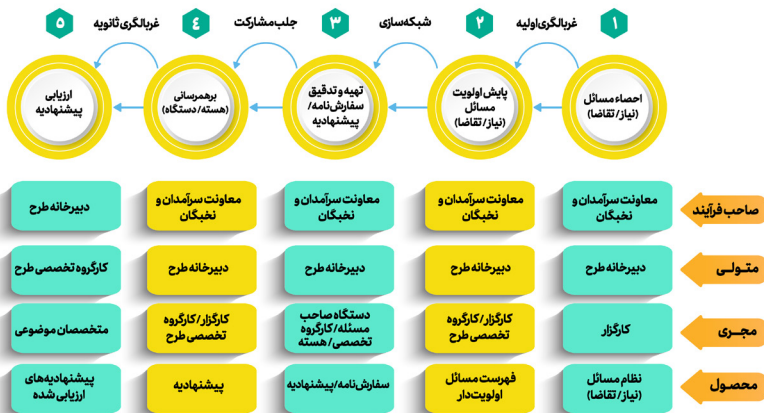 ۱
غربالگری اولیه
۲
شبکه‌سازی
۳
جلب مشارکت
۴
غربالگری ثانویه
۵
احصاء مسائل
(نیاز/تقاضا)
پایش اولویت
مسائل
(نیاز/تقاضا)
تهیه و تدقیق
سفارش‌نامه/
پیشنهادیه
برهمرسانی
(هسته/دستگاه)
ارزیابی
پیشنهادیه
صاحب فرآیند
معاونت سرآمدان و
نخبگان
معاونت سرآمدان و
نخبگان
معاونت سرآمدان و
نخبگان
معاونت سرآمدان و
نخبگان
دبیرخانه طرح
متولی
دبیرخانه طرح
دبیرخانه طرح
دبیرخانه طرح
دبیرخانه طرح
کارگروه تخصصی طرح
مجری
کارگزار
کارگزار/کارگروه
تخصصی طرح
دستگاه صاحب
مسئله/کارگروه
تخصصی/هسته
کارگزار/کارگروه
تخصصی طرح
متخصصان موضوعی
محصول
نظام مسائل
(نیاز/تقاضا)
فهرست مسائل
اولویت‌دار
سفارش‌نامه/پیشنهادیه
پیشنهادیه
پیشنهادیه‌های
ارزیابی شده